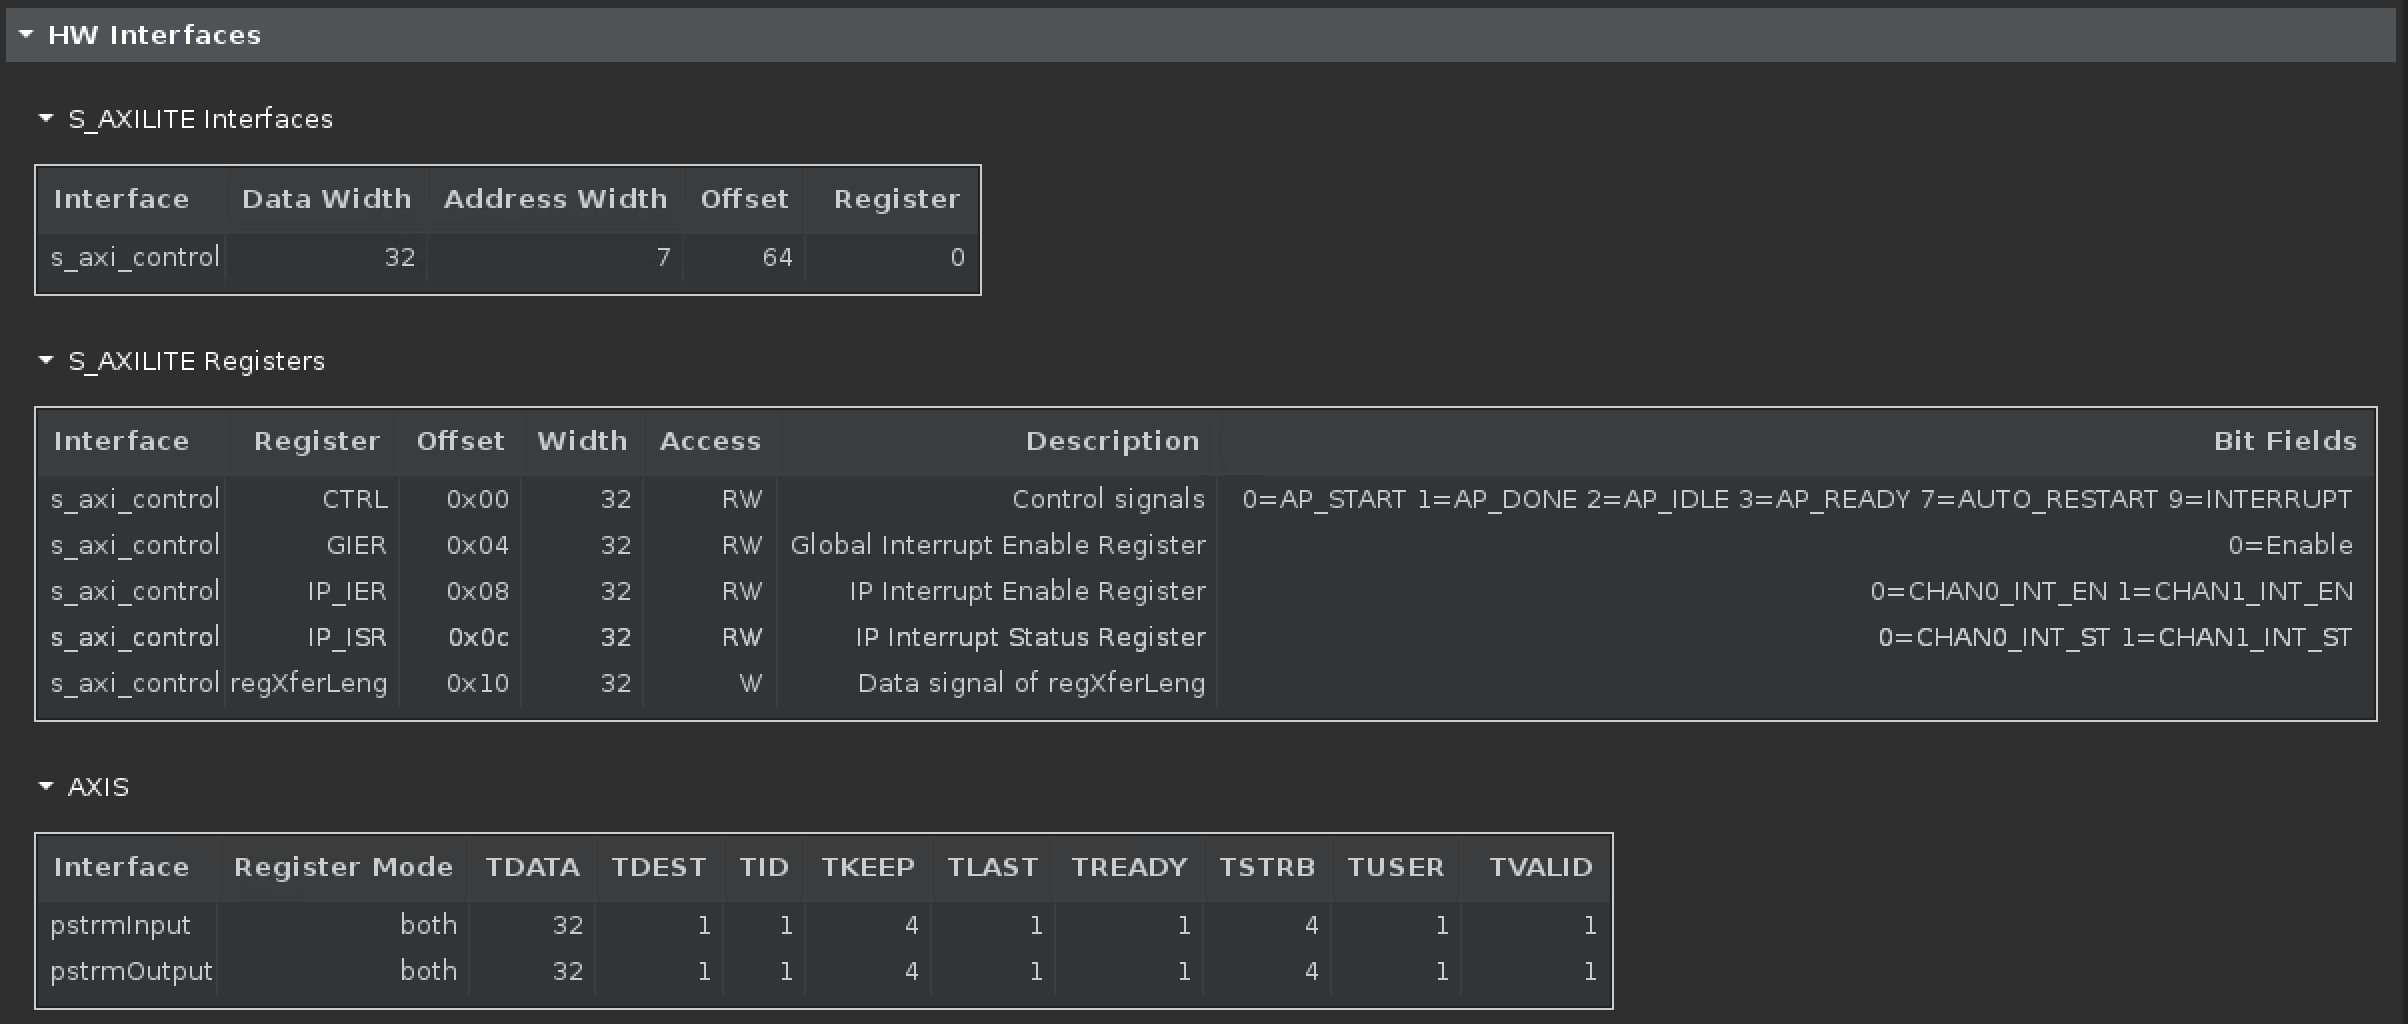 HW Interfaces
S_AXILITE Interfaces
Interface Data Width Address Width Offset Register
s_axi_control 32 7 64 0
S_AXILITE Registers
Interface Register Offset Width Access Description Bit Fields
s_axi_control CTRL 0x00 32 RW Control signals 0=AP_START 1=AP_DONE 2=AP_IDLE 3=AP_READY 7=AUTO_RESTART 9=INTERRUPT
s_axi_control GIER 0x04 32 RW Global Interrupt Enable Register 0=Enable
s_axi_control IP_IER 0x08 32 RW IP Interrupt Enable Register 0=CHAN0_INT_EN 1=CHAN1_INT_EN
s_axi_control IP_ISR 0x0c 32 RW IP Interrupt Status Register 0=CHAN0_INT_ST 1=CHAN1_INT_ST
s_axi_control regXferLeng 0x10 32 W Data signal of regXferLeng
AXIS
Interface Register Mode TDATA TDEST TID TKEEP TLAST TREADY TSTRB TUSER TVALID
pstrmInput both 32 1 1 4 1 1 4 1 1
pstrmOutput both 32 1 1 4 1 1 4 1 1